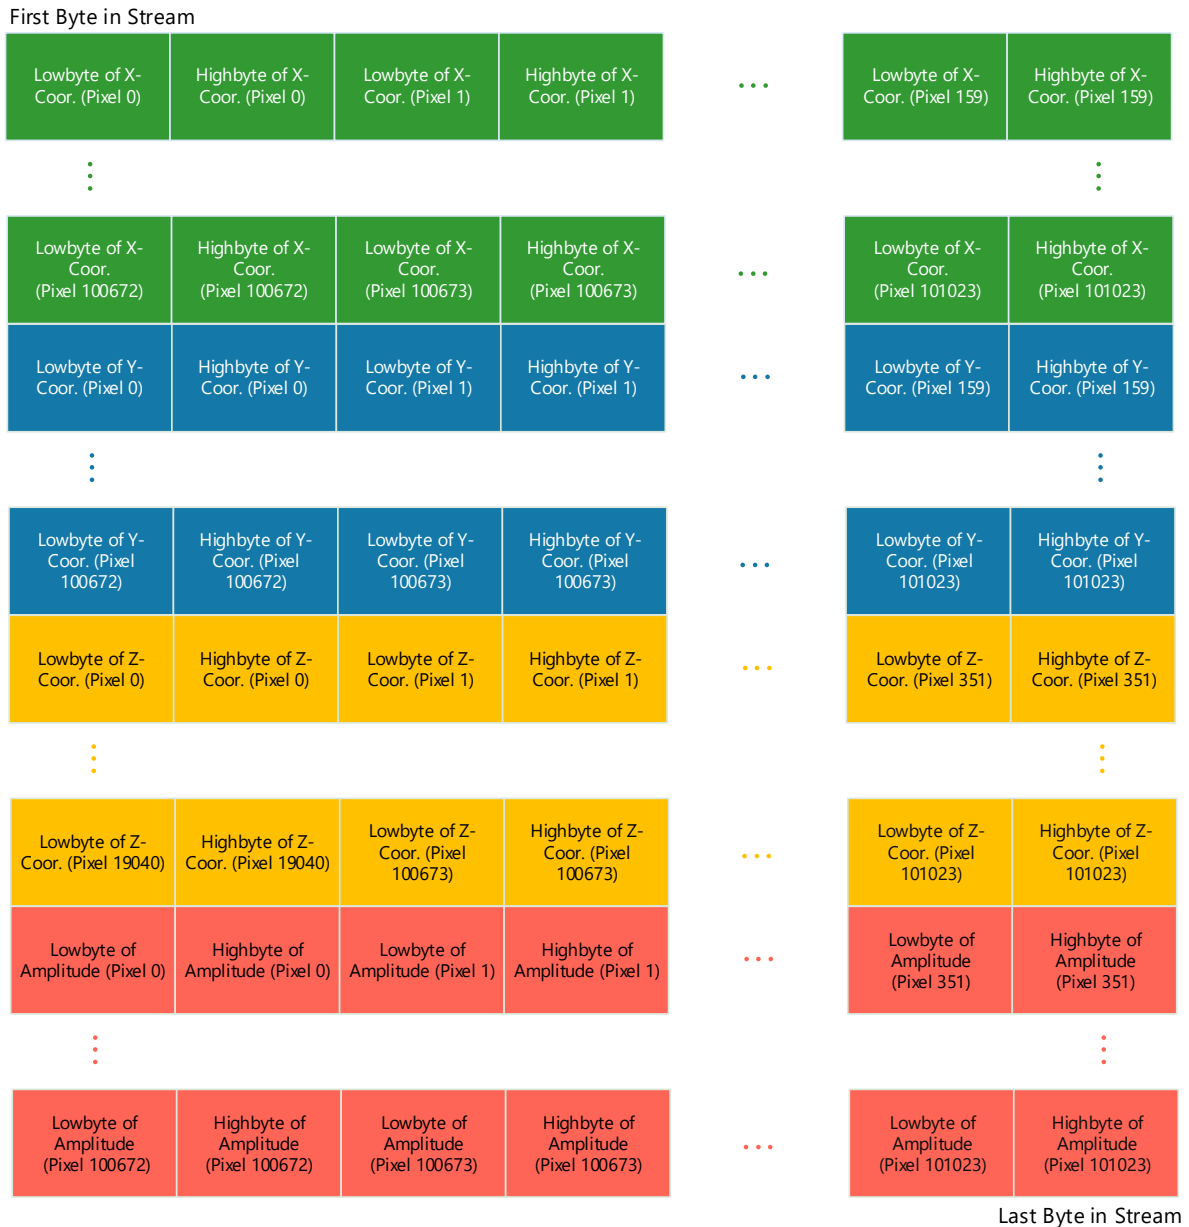 First Byte in Stream
Lowbyte of X-
Coor. (Pixel 0)
Highbyte of X-
Coor. (Pixel 0)
Lowbyte of X-
Coor. (Pixel 1)
Highbyte of X-
Coor. (Pixel 1)
Lowbyte of X-
Coor. (Pixel 159)
Highbyte of X-
Coor. (Pixel 159)
Lowbyte of X-
Coor.
(Pixel 100672)
Highbyte of X-
Coor.
(Pixel 100672)
Lowbyte of X-
Coor.
(Pixel 100673)
Highbyte of X-
Coor.
(Pixel 100673)
Lowbyte of X-
Coor.
(Pixel 101023)
Highbyte of X-
Coor.
(Pixel 101023)
Lowbyte of Y-
Coor. (Pixel 0)
Highbyte of Y-
Coor. (Pixel 0)
Lowbyte of Y-
Coor. (Pixel 1)
Highbyte of Y-
Coor. (Pixel 1)
Lowbyte of Y-
Coor. (Pixel 159)
Highbyte of Y-
Coor. (Pixel 159)
Lowbyte of Y-
Coor. (Pixel
100672)
Highbyte of Y-
Coor. (Pixel
100672)
Lowbyte of Y-
Coor. (Pixel
100673)
Highbyte of Y-
Coor. (Pixel
100673)
Lowbyte of Y-
Coor. (Pixel
101023)
Highbyte of Y-
Coor. (Pixel
101023)
Lowbyte of Z-
Coor. (Pixel 0)
Highbyte of Z-
Coor. (Pixel 0)
Lowbyte of Z-
Coor. (Pixel 1)
Highbyte of Z-
Coor. (Pixel 1)
Lowbyte of Z-
Coor. (Pixel 351)
Highbyte of Z-
Coor. (Pixel 351)
Lowbyte of Z-
Coor. (Pixel 19040)
Highbyte of Z-
Coor. (Pixel 19040)
Lowbyte of Z-
Coor. (Pixel
100673)
Highbyte of Z-
Coor. (Pixel
100673)
Lowbyte of Z-
Coor. (Pixel
101023)
Highbyte of Z-
Coor. (Pixel
101023)
Lowbyte of
Amplitude (Pixel 0)
Highbyte of
Amplitude (Pixel 0)
Lowbyte of
Amplitude (Pixel 1)
Highbyte of
Amplitude (Pixel 1)
Lowbyte of
Amplitude
(Pixel 351)
Highbyte of
Amplitude
(Pixel 351)
Lowbyte of
Amplitude
(Pixel 100672)
Highbyte of
Amplitude
(Pixel 100672)
Lowbyte of
Amplitude
(Pixel 100673)
Highbyte of
Amplitude
(Pixel 100673)
Lowbyte of
Amplitude
(Pixel 101023)
Highbyte of
Amplitude
(Pixel 101023)
Last Byte in Stream